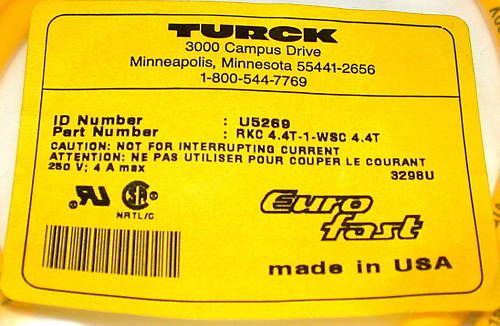 TURCK
3000 Campus Drive
Minneapolis, Minnesota 55441-2656
1-800-544-7769
ID Number : U5269
Part Number : RKC 4.4T-1-WSC 4.4T
CAUTION: NOT FOR INTERRUPTING CURRENT
ATTENTION: NE PAS UTILISER POUR COUPER LE COURANT
250 V; 4 A max
3298U
RU SA
NRTL/C
Euro
fast
made in USA